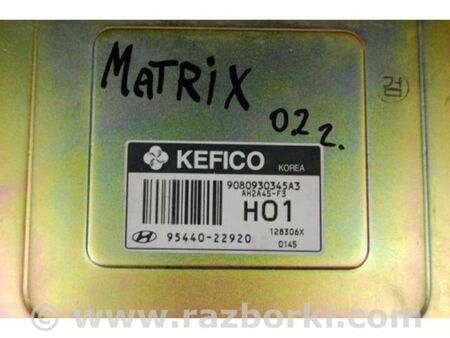 MATRIX
02 г.
검
KEFICO
KOREA
9080930345A3
AH2A45-F3
H01
128306X
95440-22920
0145
© www.razborki.com